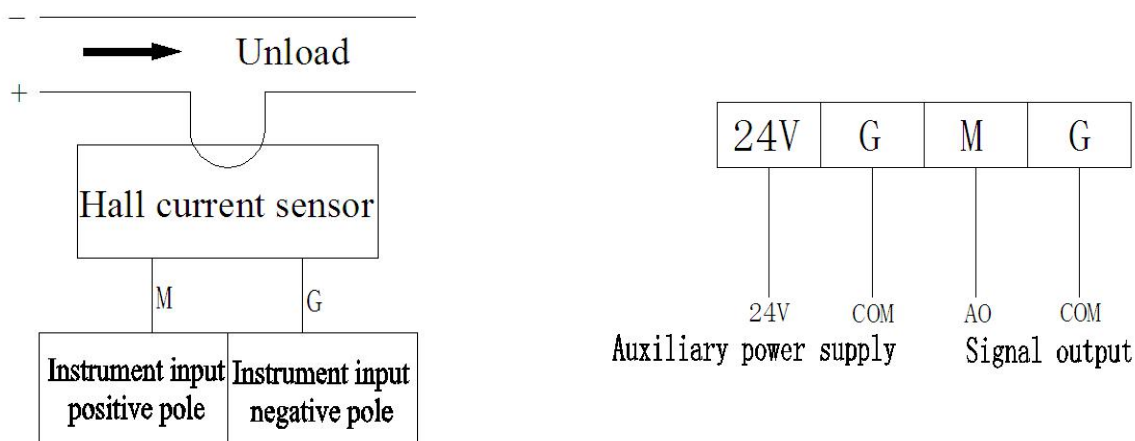 −
Unload
+
Hall current sensor
M
G
Instrument input
positive pole
Instrument input
negative pole
24V
G
M
G
24V
COM
AO
COM
Auxiliary power supply
Signal output